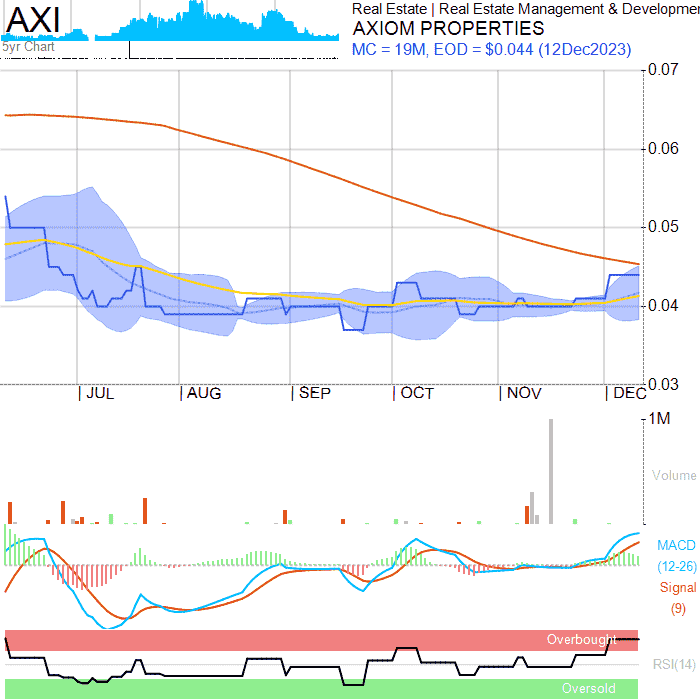 AXI
5yr Chart
Real Estate | Real Estate Management & Developmen
AXIOM PROPERTIES
MC = 19M, EOD = $0.044 (12Dec2023)
0.07
0.06
0.05
0.04
0.03
JUL AUG SEP OCT NOV DEC
1M
Volume
MACD
(12-26)
Signal
(9)
Overbought
RSI(14)
Oversold